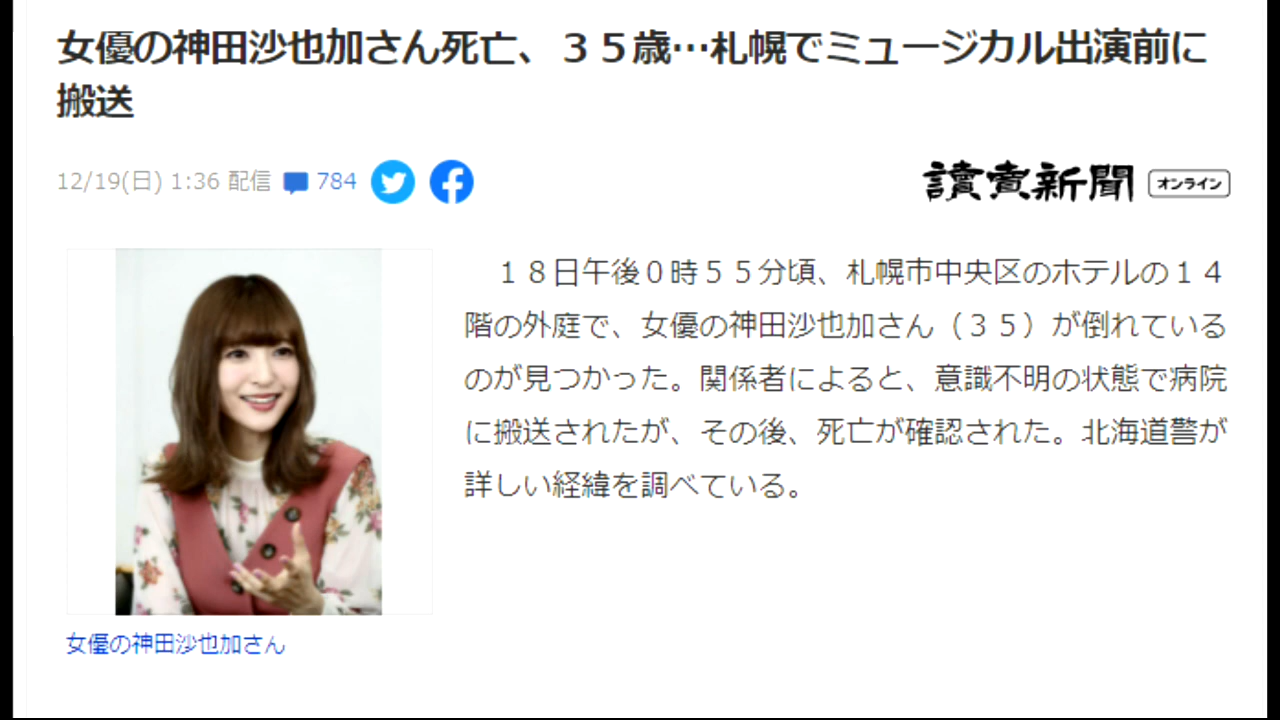 女優の神田沙也加さん死亡、３５歳…札幌でミュージカル出演前に
搬送
12/19(日) 1:36 配信 784
讀賣新聞 オンライン
１８日午後０時５５分頃、札幌市中央区のホテルの１４
階の外庭で、女優の神田沙也加さん（３５）が倒れている
のが見つかった。関係者によると、意識不明の状態で病院
に搬送されたが、その後、死亡が確認された。北海道警が
詳しい経緯を調べている。
女優の神田沙也加さん